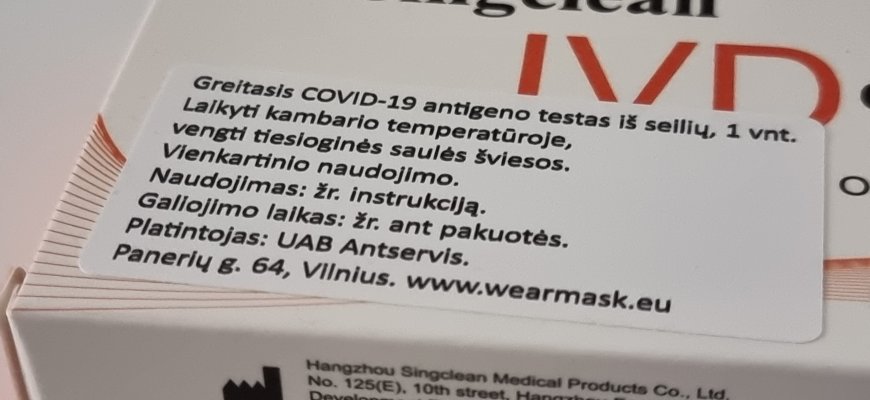 Singclean
IVD
Greitasis COVID-19 antigeno testas iš seilių, 1 vnt.
Laikyti kambario temperatūroje,
vengti tiesioginės saulės šviesos.
Vienkartinio naudojimo.
Naudojimas: žr. instrukciją.
Galiojimo laikas: žr. ant pakuotės.
Platintojas: UAB Antservis.
Panerių g. 64, Vilnius. www.wearmask.eu
Hangzhou Singclean Medical Products Co., Ltd.
No. 125(E), 10th street, Hangzhou